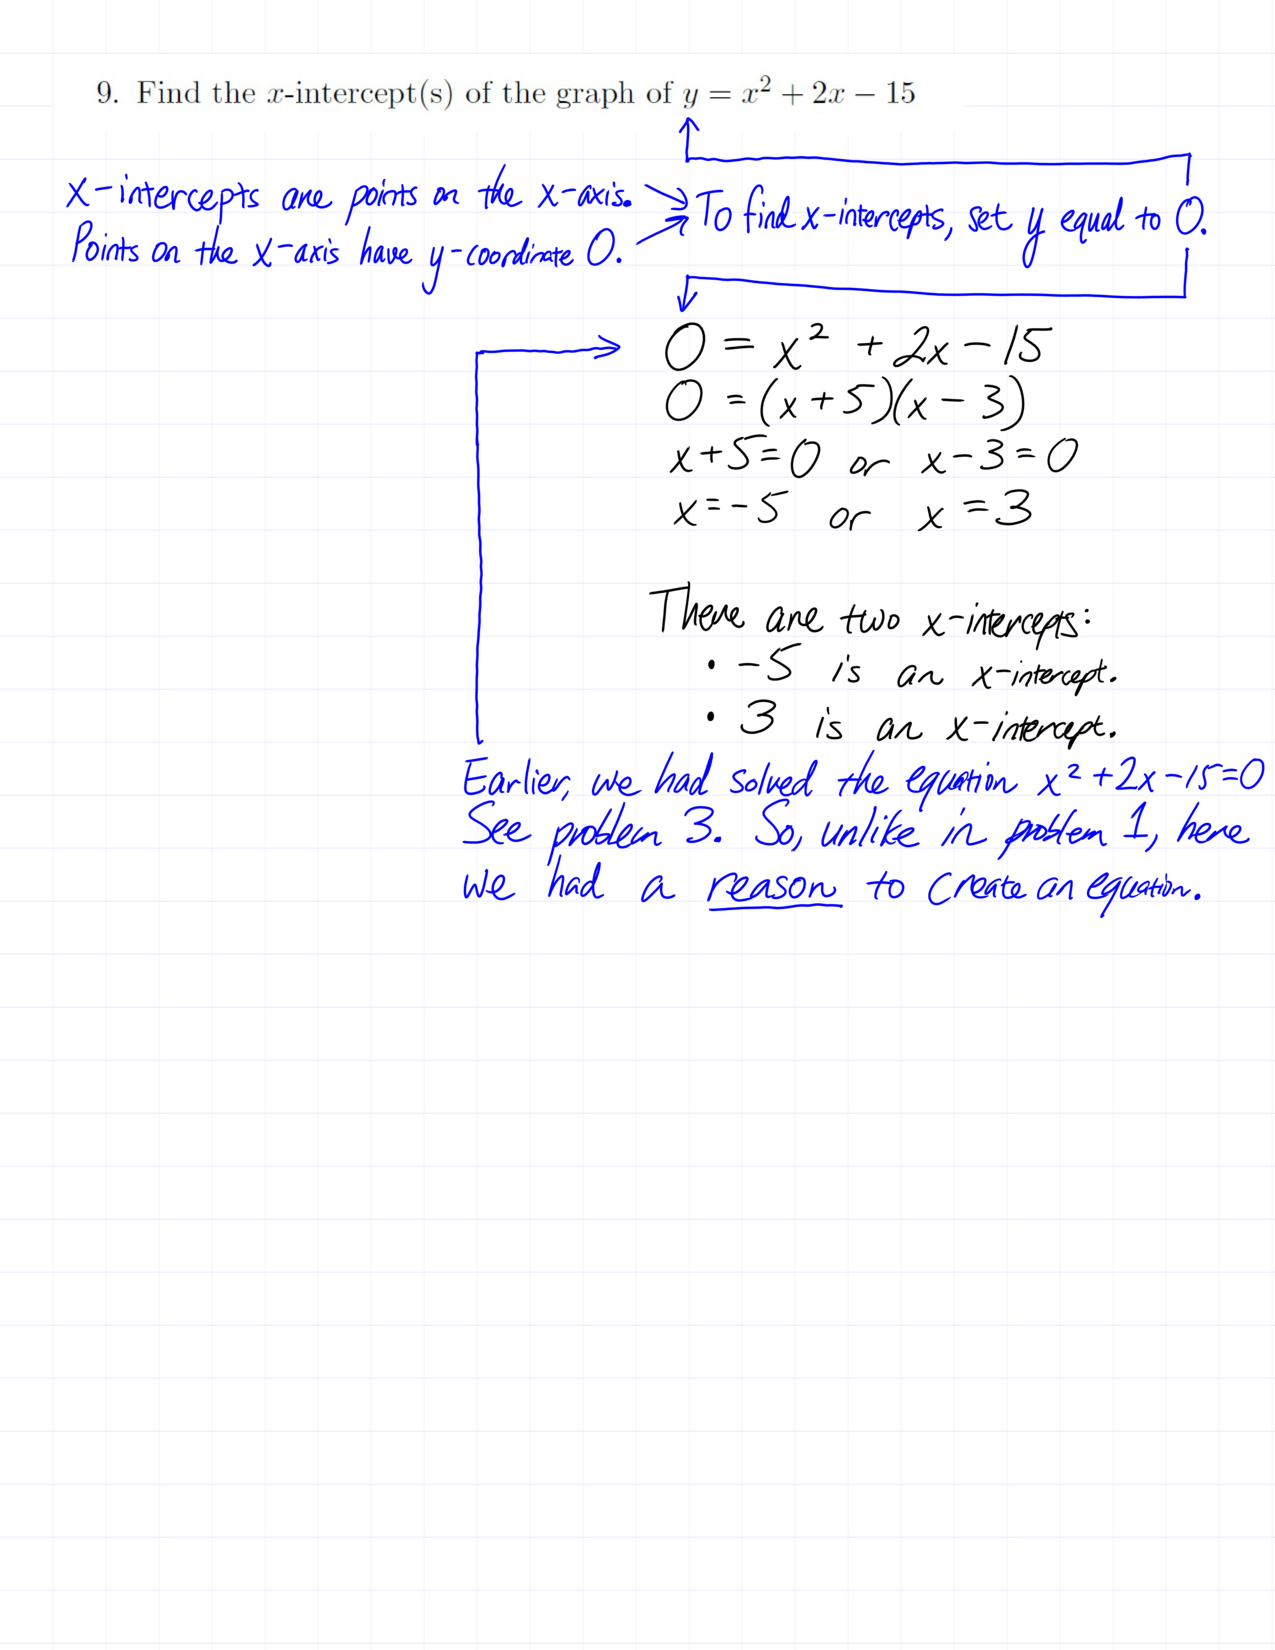 9. Find the x-intercept(s) of the graph of y = x² + 2x − 15
x-intercepts are points on the x-axis.
Points on the x-axis have y-coordinate 0.
To find x-intercepts, set y equal to 0.
0 = x² + 2x − 15
0 = (x + 5)(x − 3)
x + 5 = 0 or x − 3 = 0
x = −5 or x = 3
There are two x-intercepts:
• −5 is an x-intercept.
• 3 is an x-intercept.
Earlier, we had solved the equation x² + 2x − 15 = 0
See problem 3. So, unlike in problem 1, here
we had a reason to create an equation.